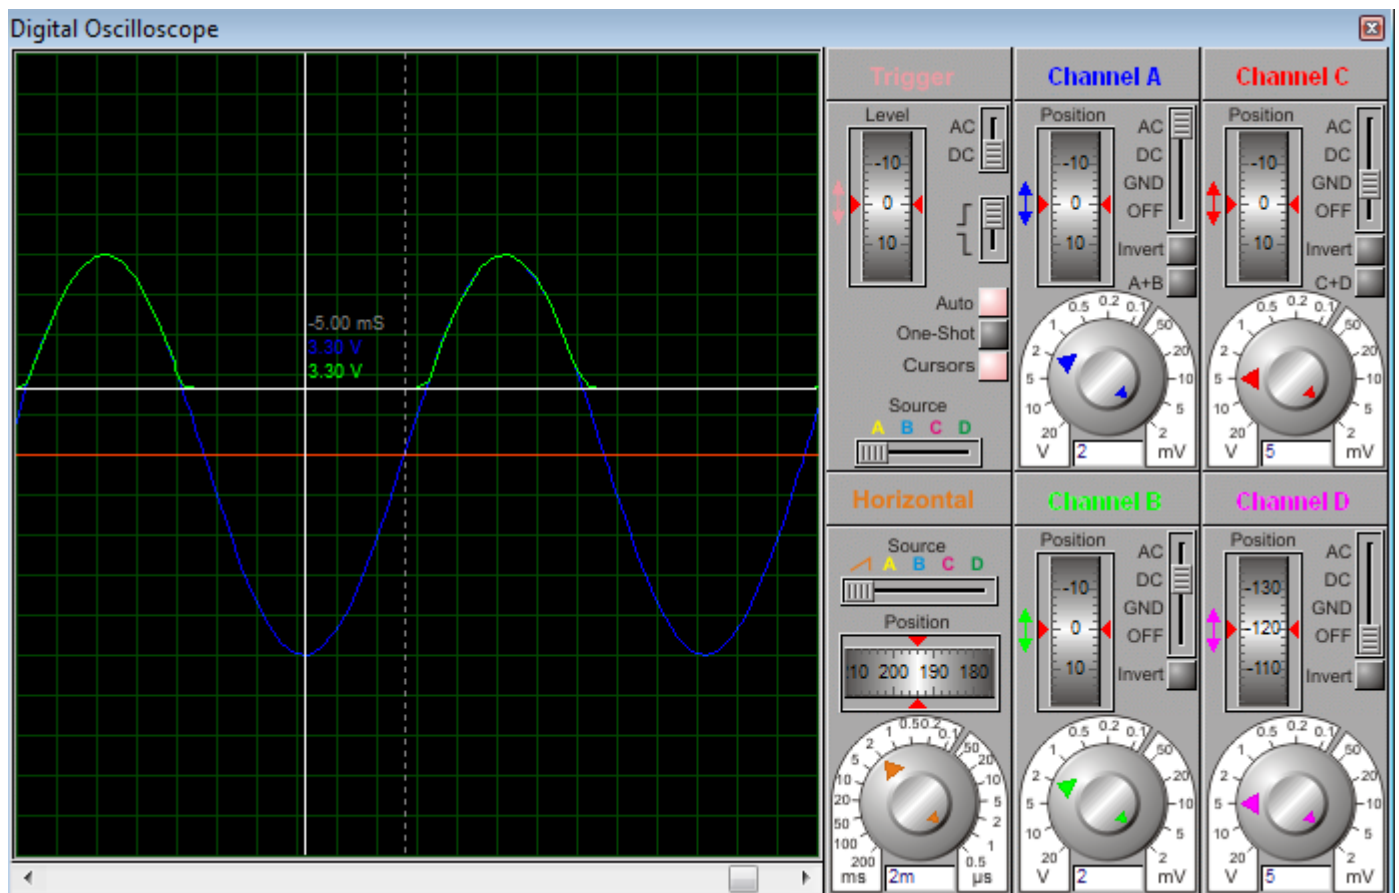 Digital Oscilloscope
-5.00 mS
3.30 V
3.30 V
Trigger
Level
-10
0
10
AC
DC
Auto
One-Shot
Cursors
Source
A B C D
Channel A
Position
-10
0
10
AC
DC
GND
OFF
Invert
A+B
20 10 5 2 1 0.5 0.2 0.1 50 20 10 5 2
V 2 mV
Channel C
Position
-10
0
10
AC
DC
GND
OFF
Invert
C+D
20 10 5 2 1 0.5 0.2 0.1 50 20 10 5 2
V 5 mV
Horizontal
Source
A B C D
Position
210 200 190 180
200 100 50 20 10 5 2 1 0.5 0.2 0.1 50 20 10 5 2 1 0.5
ms 2m µs
Channel B
Position
-10
0
10
AC
DC
GND
OFF
Invert
20 10 5 2 1 0.5 0.2 0.1 50 20 10 5 2
V 2 mV
Channel D
Position
-130
-120
-110
AC
DC
GND
OFF
Invert
20 10 5 2 1 0.5 0.2 0.1 50 20 10 5 2
V 5 mV